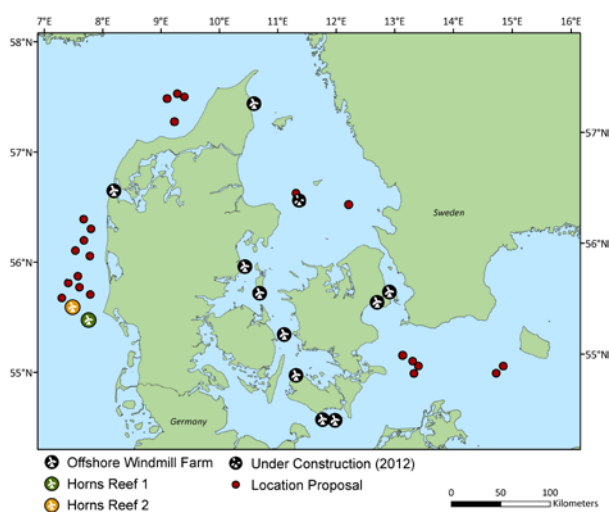 7°E 8°E 9°E 10°E 11°E 12°E 13°E 14°E 15°E 16°E
58°N
57°N
57°N
Sweden
56°N
56°N
55°N
55°N
Germany
Offshore Windmill Farm
Under Construction (2012)
Horns Reef 1
Location Proposal
Horns Reef 2
0 50 100
Kilometers